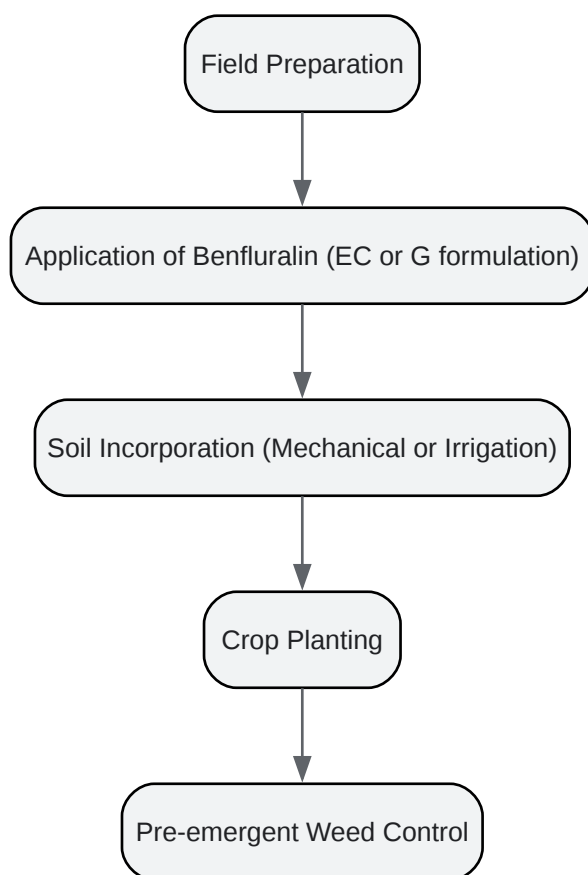 Field Preparation
Application of Benfluralin (EC or G formulation)
Soil Incorporation (Mechanical or Irrigation)
Crop Planting
Pre-emergent Weed Control